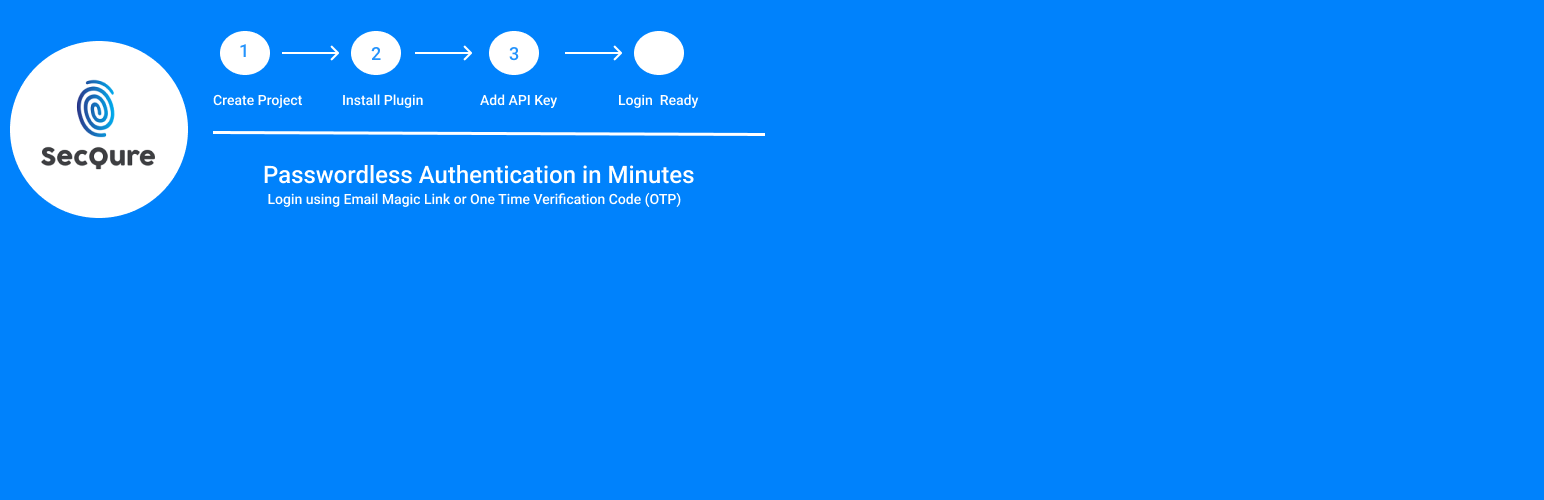 SecQure
1
2
3
Create Project
Install Plugin
Add API Key
Login  Ready
Passwordless Authentication in Minutes
Login using Email Magic Link or One Time Verification Code (OTP)